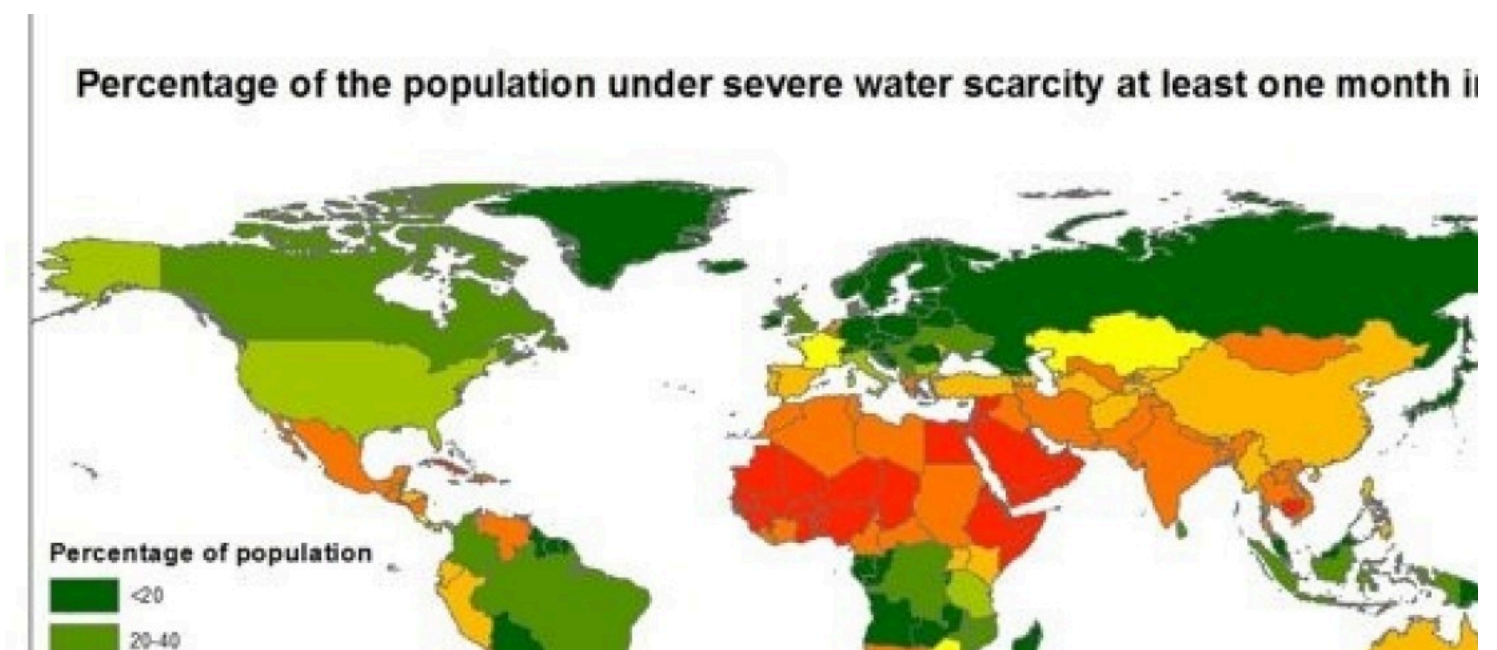 Percentage of the population under severe water scarcity at least one month i
Percentage of population
<20
20-40